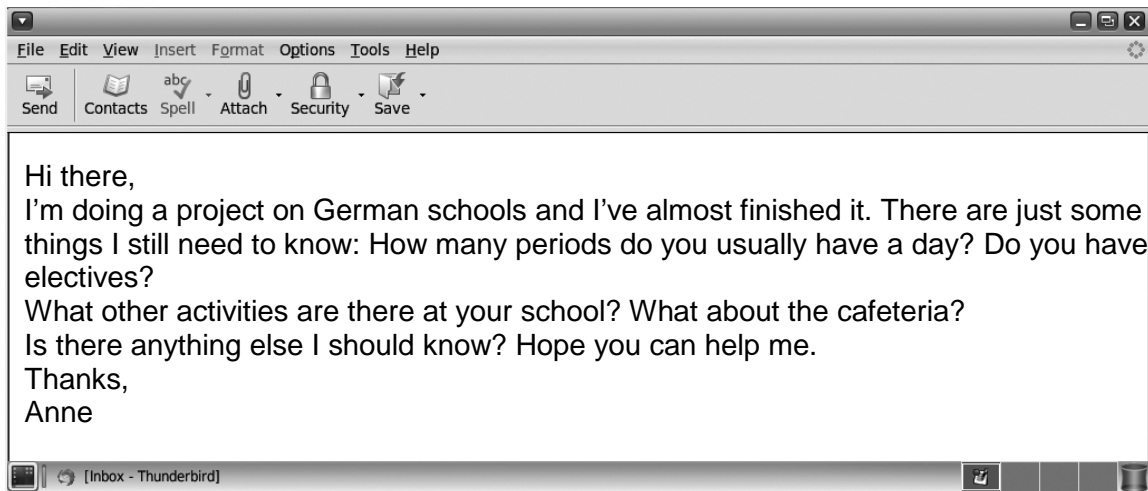 File Edit View Insert Format Options Tools Help
abc
Send Contacts Spell Attach Security Save
Hi there,
I'm doing a project on German schools and I've almost finished it. There are just some
things I still need to know: How many periods do you usually have a day? Do you have
electives?
What other activities are there at your school? What about the cafeteria?
Is there anything else I should know? Hope you can help me.
Thanks,
Anne
[Inbox - Thunderbird]